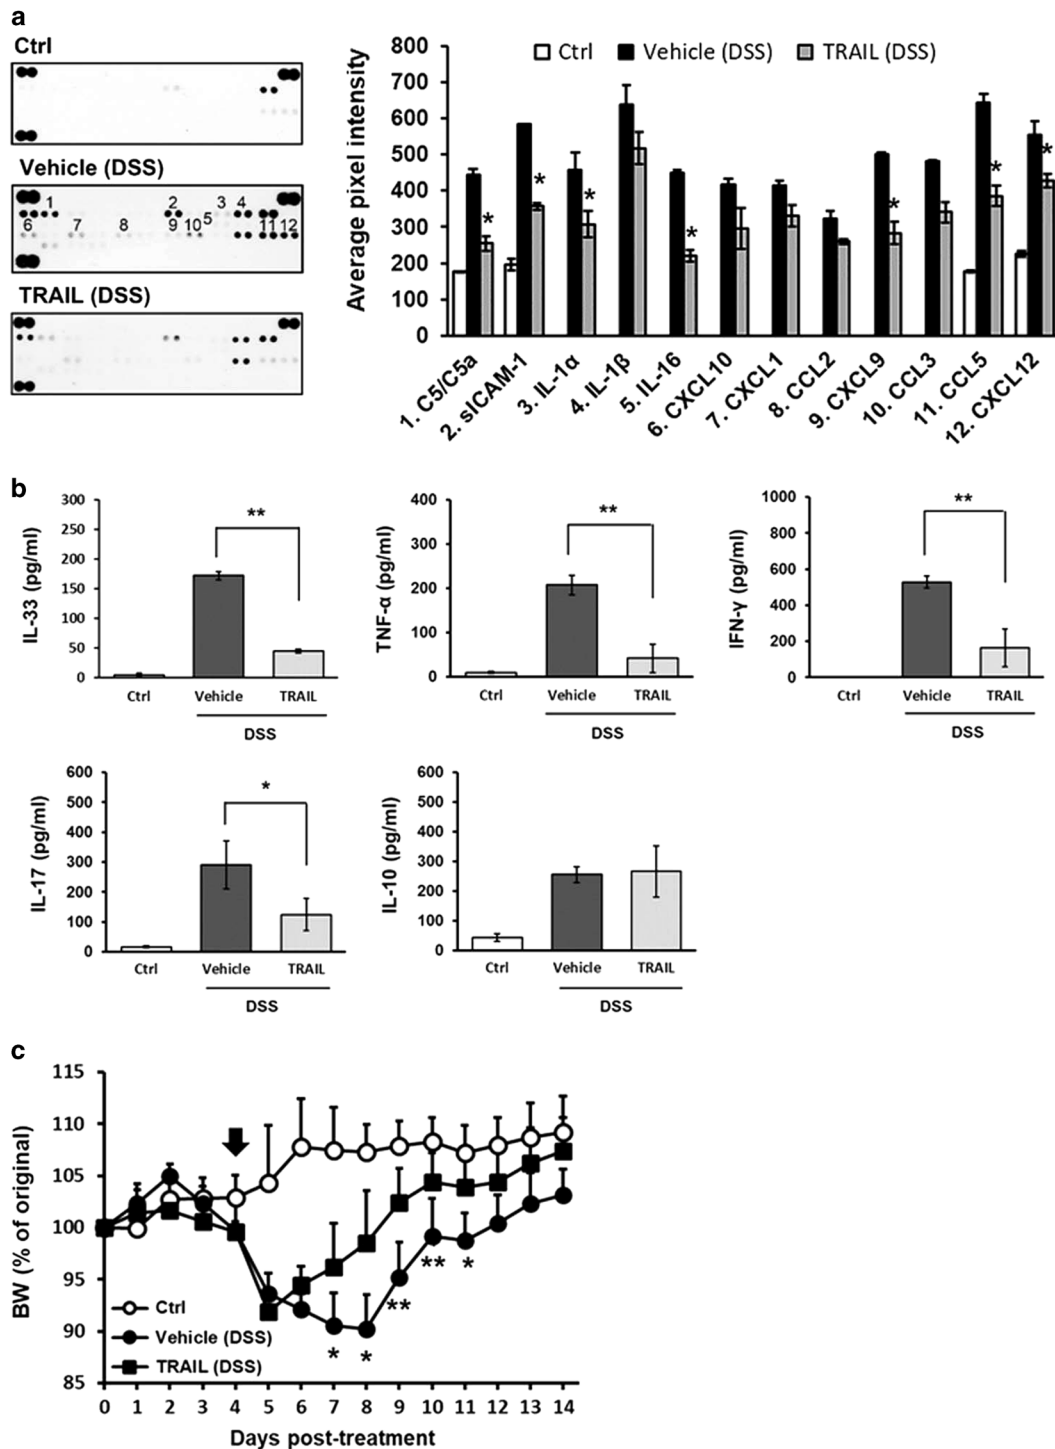 a
Ctrl
Vehicle (DSS)
1 2 3 4
6 7 8 9 10 5 11 12
TRAIL (DSS)
Average pixel intensity
800
700
600
500
400
300
200
100
0
Ctrl Vehicle (DSS) TRAIL (DSS)
* * * * * * *
1. C5/C5a
2. sICAM-1
3. IL-1α
4. IL-1β
5. IL-16
6. CXCL10
7. CXCL1
8. CCL2
9. CXCL9
10. CCL3
11. CCL5
12. CXCL12
b
IL-33 (pg/ml)
300
250
200
150
100
50
0
**
Ctrl Vehicle TRAIL
DSS
TNF-α (pg/ml)
400
300
200
100
0
**
Ctrl Vehicle TRAIL
DSS
IFN-γ (pg/ml)
1000
800
600
400
200
0
**
Ctrl Vehicle TRAIL
DSS
IL-17 (pg/ml)
600
500
400
300
200
100
0
*
Ctrl Vehicle TRAIL
DSS
IL-10 (pg/ml)
600
500
400
300
200
100
0
Ctrl Vehicle TRAIL
DSS
c
BW (% of original)
115
110
105
100
95
90
85
Ctrl
Vehicle (DSS)
TRAIL (DSS)
* * ** ** *
0 1 2 3 4 5 6 7 8 9 10 11 12 13 14
Days post-treatment